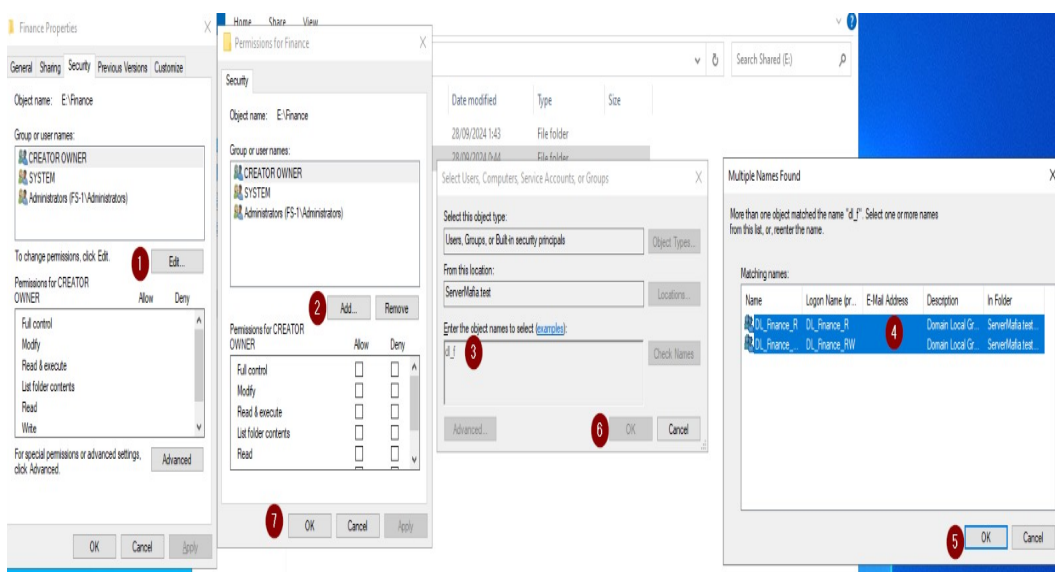 Finance Properties
General Sharing Security Previous Versions Customize
Object name: E:\Finance
Group or user names:
CREATOR OWNER
SYSTEM
Administrators (FS-1\Administrators)
To change permissions, click Edit.
1
Edit...
Permissions for CREATOR
OWNER Allow Deny
Full control
Modify
Read & execute
List folder contents
Read
Write
For special permissions or advanced settings,
click Advanced.
Advanced
OK Cancel Apply
Home Share View
Permissions for Finance
Security
Object name: E:\Finance
Group or user names:
CREATOR OWNER
SYSTEM
Administrators (FS-1\Administrators)
2
Add... Remove
Permissions for CREATOR
OWNER Allow Deny
Full control
Modify
Read & execute
List folder contents
Read
7
OK Cancel Apply
Search Shared (E:)
Date modified Type Size
28/09/2024 1:43 File folder
28/09/2024 0:44 File folder
Select Users, Computers, Service Accounts, or Groups
Select this object type:
Users, Groups, or Built-in security principals Object Types...
From this location:
ServerMafia.test Locations...
Enter the object names to select (examples):
dl_f 3 Check Names
Advanced... 6 OK Cancel
Multiple Names Found
More than one object matched the name "dl_f". Select one or more names
from this list, or, reenter the name.
Matching names:
Name Logon Name (pr... E-Mail Address Description In Folder
DL_Finance_R DL_Finance_R Domain Local Gr... ServerMafia.test...
DL_Finance_... DL_Finance_RW Domain Local Gr... ServerMafia.test...
4
5
OK Cancel